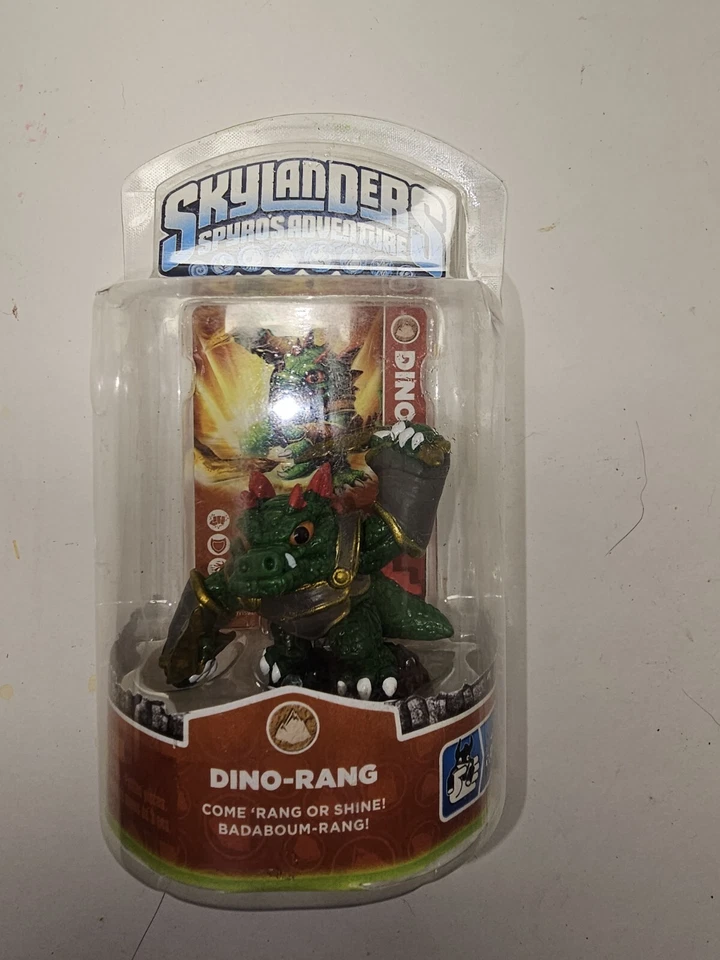 SKYLANDERS
SPYRO'S ADVENTURE
DINO
DINO-RANG
COME 'RANG OR SHINE!
BADABOUM-RANG!